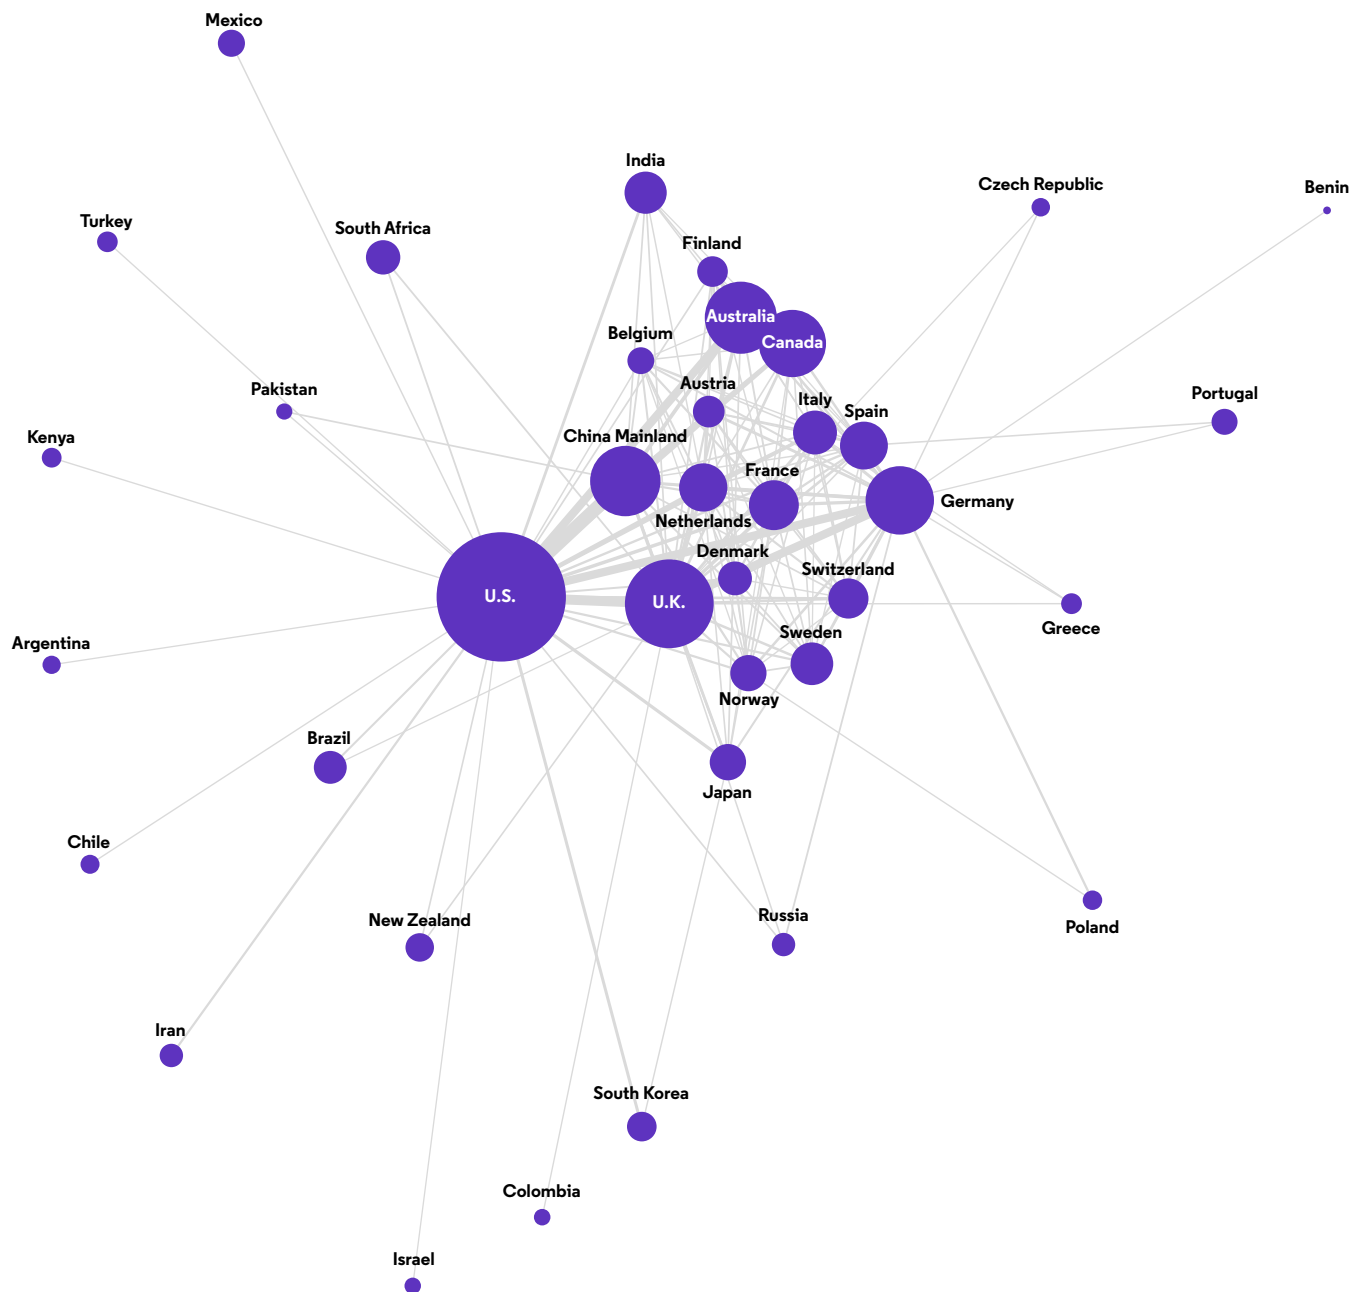 Mexico
India
Czech Republic
Benin
Turkey
South Africa
Finland
Australia
Belgium
Canada
Austria
Pakistan
Italy
Spain
Portugal
Kenya
China Mainland
France
Germany
Netherlands
Denmark
Switzerland
U.S.
U.K.
Greece
Sweden
Argentina
Norway
Brazil
Japan
Chile
New Zealand
Russia
Poland
Iran
South Korea
Colombia
Israel